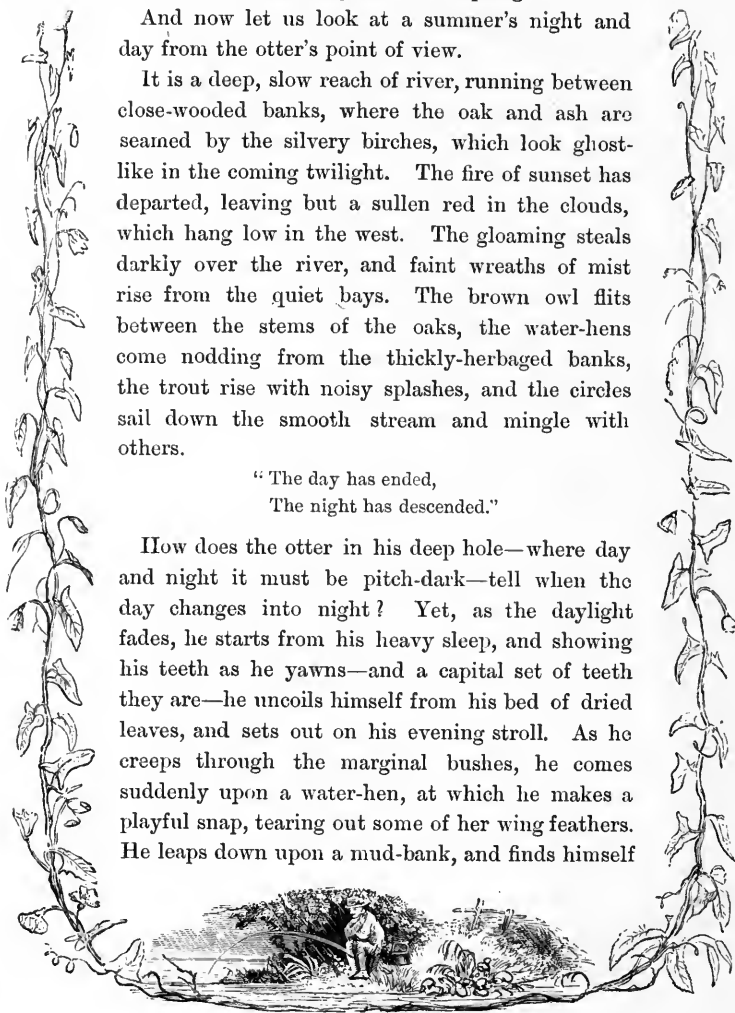 And now let us look at a summer's night and
day from the otter's point of view.
It is a deep, slow reach of river, running between
close-wooded banks, where the oak and ash are
seamed by the silvery birches, which look ghost-
like in the coming twilight. The fire of sunset has
departed, leaving but a sullen red in the clouds,
which hang low in the west. The gloaming steals
darkly over the river, and faint wreaths of mist
rise from the quiet bays. The brown owl flits
between the stems of the oaks, the water-hens
come nodding from the thickly-herbaged banks,
the trout rise with noisy splashes, and the circles
sail down the smooth stream and mingle with
others.
“ The day has ended,
The night has descended.”
How does the otter in his deep hole—where day
and night it must be pitch-dark—tell when the
day changes into night? Yet, as the daylight
fades, he starts from his heavy sleep, and showing
his teeth as he yawns—and a capital set of teeth
they are—he uncoils himself from his bed of dried
leaves, and sets out on his evening stroll. As he
creeps through the marginal bushes, he comes
suddenly upon a water-hen, at which he makes a
playful snap, tearing out some of her wing feathers.
He leaps down upon a mud-bank, and finds himself